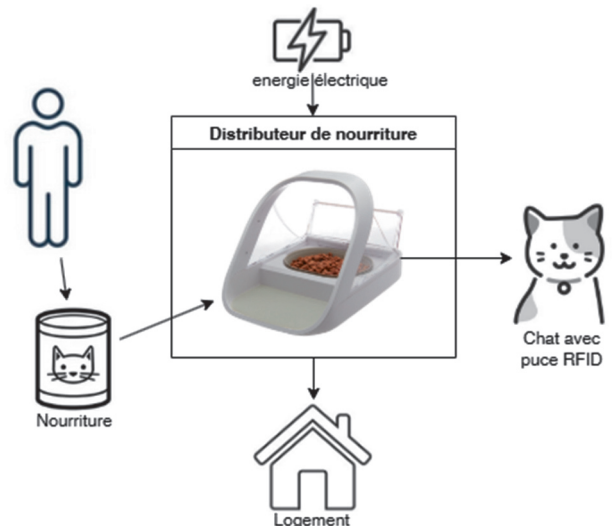 energie électrique
Distributeur de nourriture
Chat avec
puce RFID
Nourriture
Logement